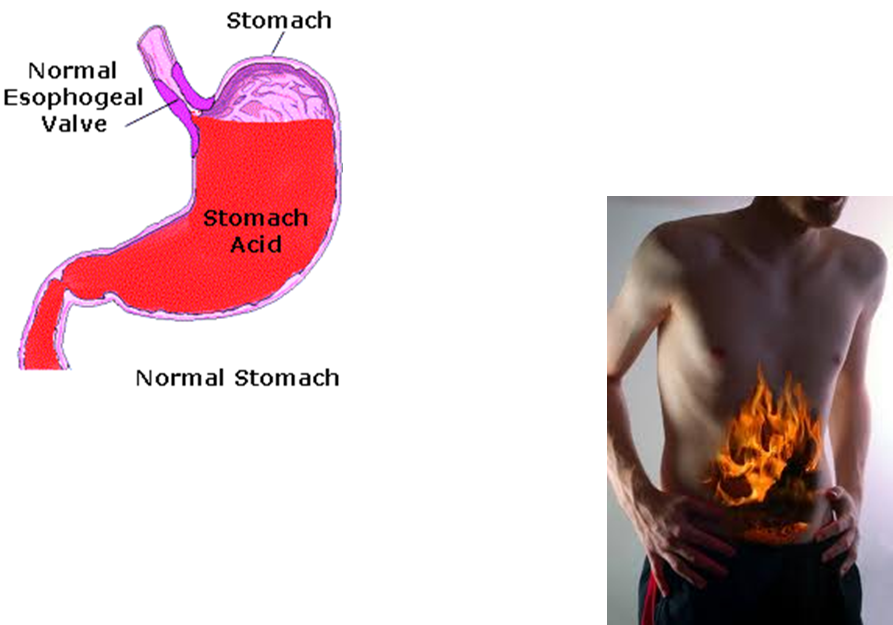 Stomach
Normal
Esophogeal
Valve
Stomach
Acid
Normal Stomach